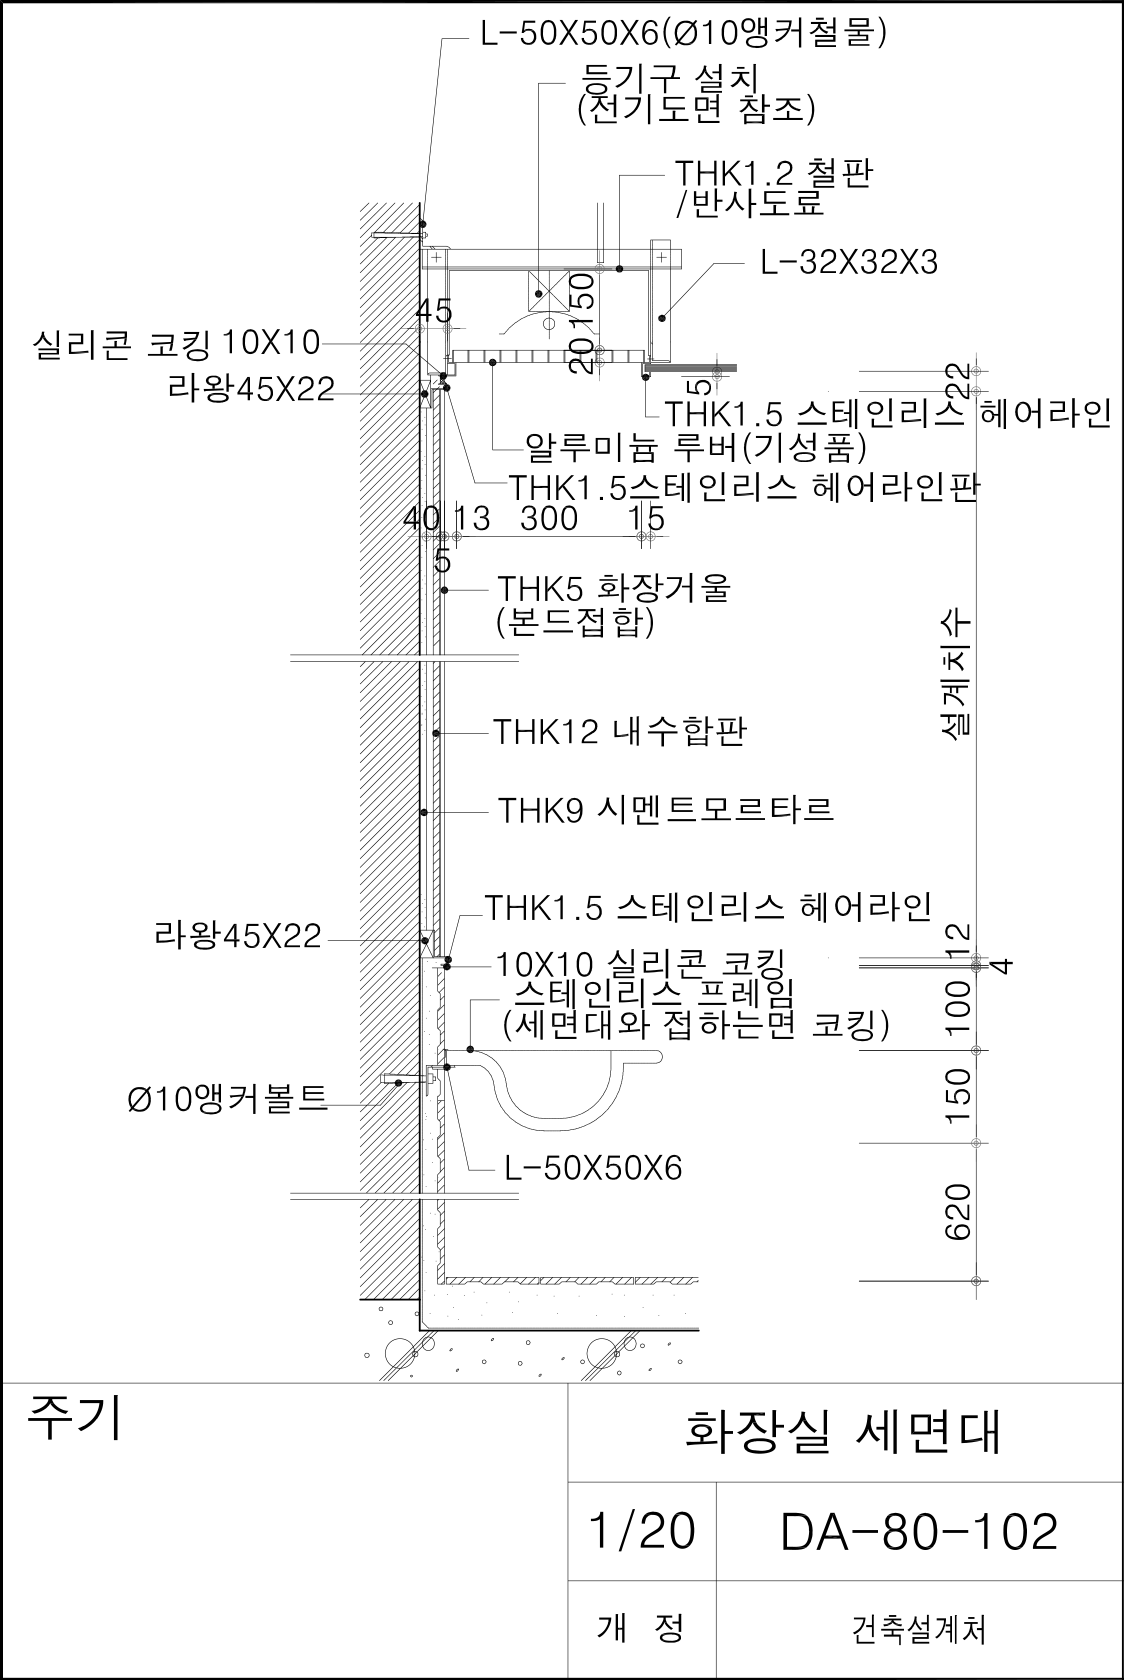 L-50X50X6(Ø10앵커철물)
등기구 설치
(전기도면 참조)
THK1.2 철판
/반사도료
L-32X32X3
150
45
20
실리콘 코킹 10X10
라왕45X22
5
22
THK1.5 스테인리스 헤어라인
알루미늄 루버(기성품)
THK1.5스테인리스 헤어라인판
40 13 300 15
5
THK5 화장거울
(본드접합)
설계치수
THK12 내수합판
THK9 시멘트모르타르
THK1.5 스테인리스 헤어라인
라왕45X22
12
4
10X10 실리콘 코킹
스테인리스 프레임
(세면대와 접하는면 코킹)
100
Ø10앵커볼트
150
L-50X50X6
620
주기
화장실 세면대
1/20
DA-80-102
개 정
건축설계처